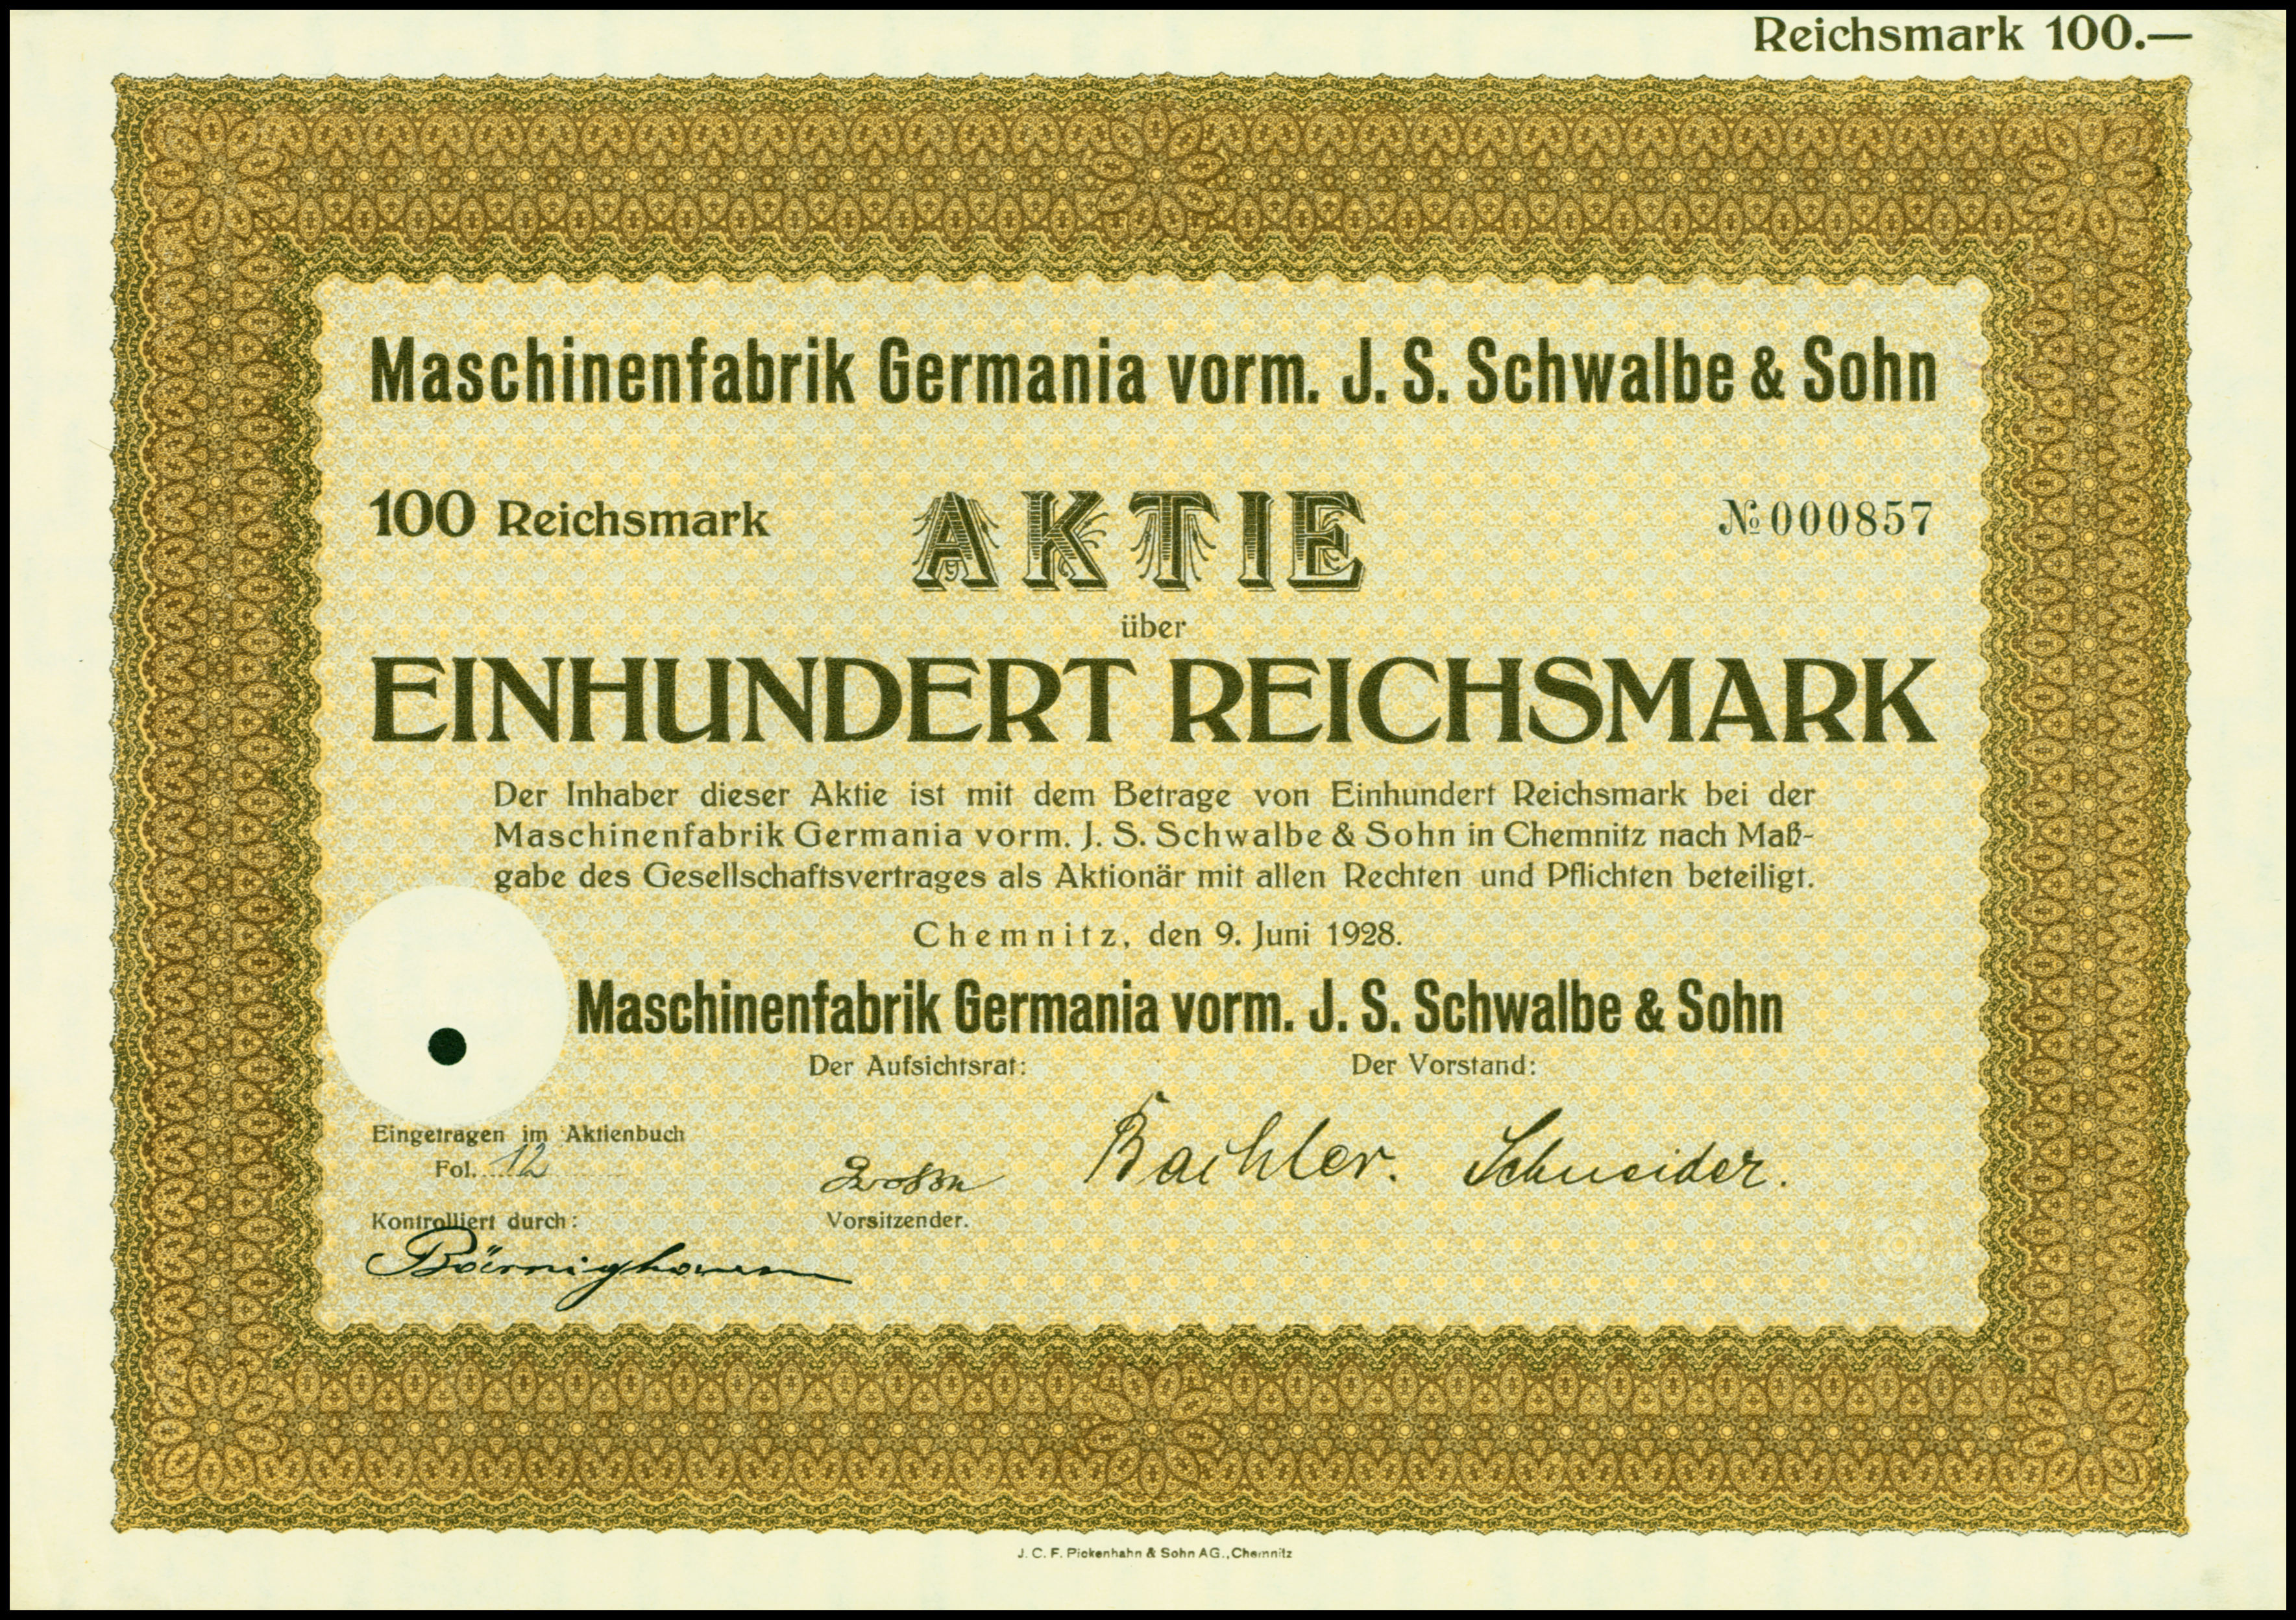 Reichsmark 100.—
Maschinenfabrik Germania vorm. J. S. Schwalbe & Sohn
100 Reichsmark AKTIE № 000857
über
EINHUNDERT REICHSMARK
Der Inhaber dieser Aktie ist mit dem Betrage von Einhundert Reichsmark bei der
Maschinenfabrik Germania vorm. J. S. Schwalbe & Sohn in Chemnitz nach Maß-
gabe des Gesellschaftsvertrages als Aktionär mit allen Rechten und Pflichten beteiligt.
Chemnitz, den 9. Juni 1928.
Maschinenfabrik Germania vorm. J. S. Schwalbe & Sohn
Der Aufsichtsrat: Der Vorstand:
Eingetragen im Aktienbuch
Fol. 12
Schneider.
Kontrolliert durch: Vorsitzender.
J. C. F. Pickenhahn & Sohn AG., Chemnitz